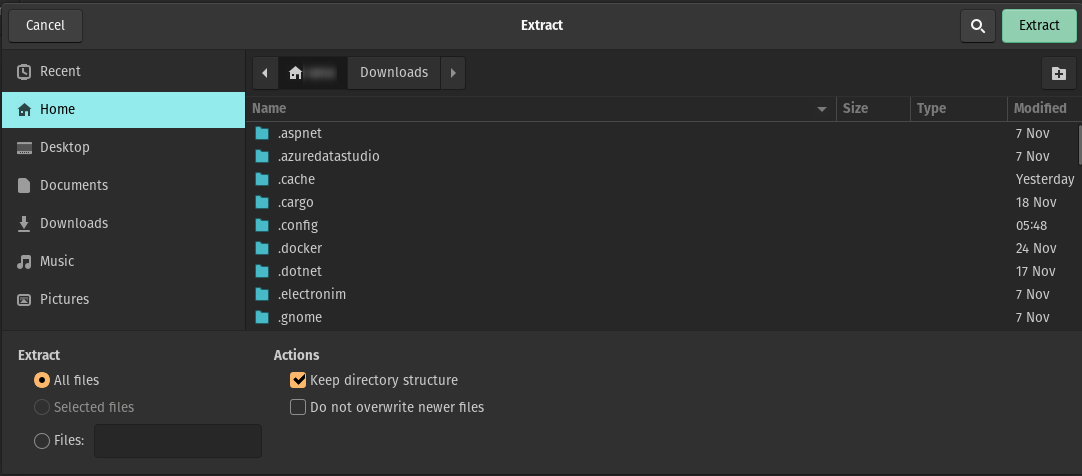 Cancel
Extract
Extract
Recent
Home
Desktop
Documents
Downloads
Music
Pictures
Downloads
Name Size Type Modified
.aspnet 7 Nov
.azuredatastudio 7 Nov
.cache Yesterday
.cargo 18 Nov
.config 05:48
.docker 24 Nov
.dotnet 17 Nov
.electronim 7 Nov
.gnome 7 Nov
Extract
All files
Selected files
Files:
Actions
Keep directory structure
Do not overwrite newer files